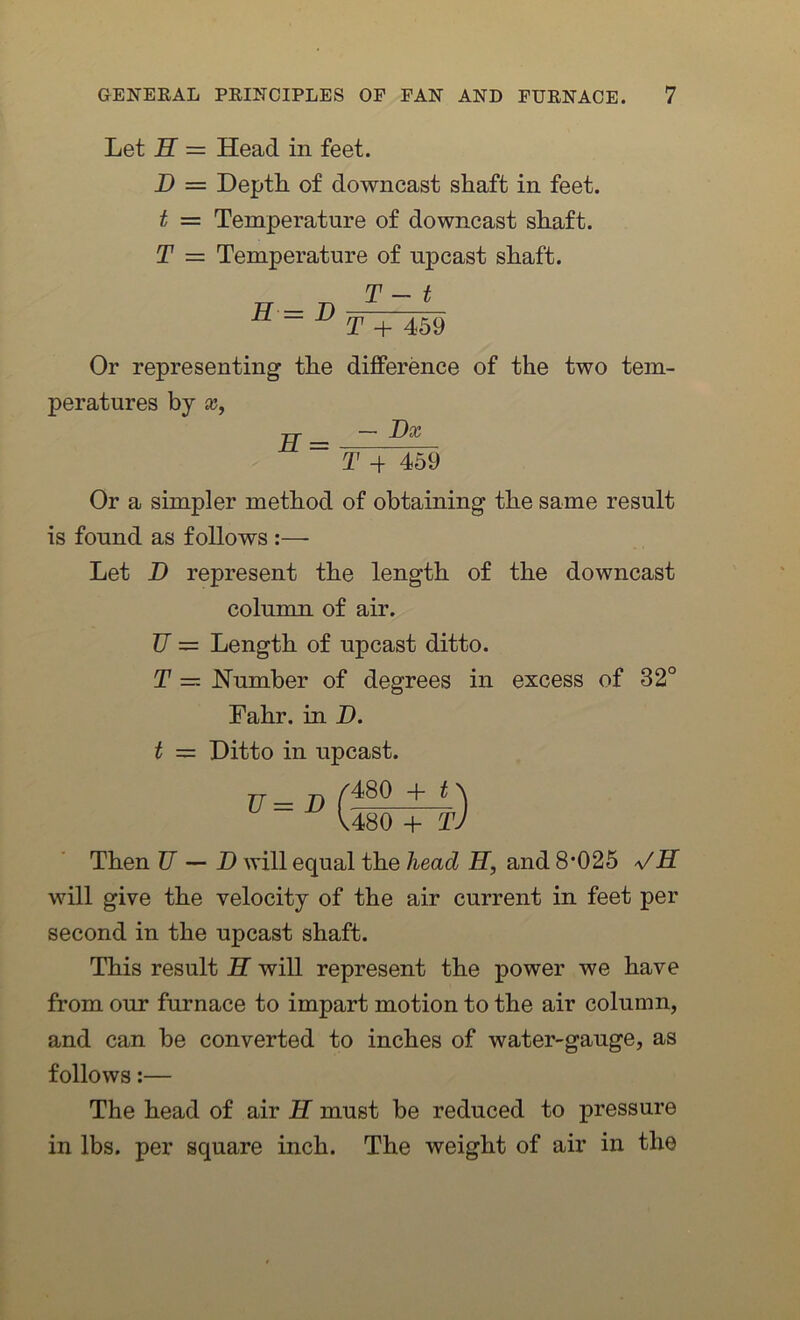 GENERAL PRINCIPLES OF FAN AND FURNACE. 7
Let H = Head in feet.
D = Depth of downcast shaft in feet.
t = Temperature of downcast shaft.
T = Temperature of upcast shaft.
H = D (T - t) / (T + 459)
Or representing the difference of the two tem-
peratures by x,
H = - Dx / (T + 459)
Or a simpler method of obtaining the same result
is found as follows :—
Let D represent the length of the downcast
column of air.
U = Length of upcast ditto.
T = Number of degrees in excess of 32°
Fahr. in D.
t = Ditto in upcast.
U = D ((480 + t) / (480 + T))
Then U — D will equal the head H, and 8·025 √H
will give the velocity of the air current in feet per
second in the upcast shaft.
This result H will represent the power we have
from our furnace to impart motion to the air column,
and can be converted to inches of water-gauge, as
follows:—
The head of air H must be reduced to pressure
in lbs. per square inch. The weight of air in the